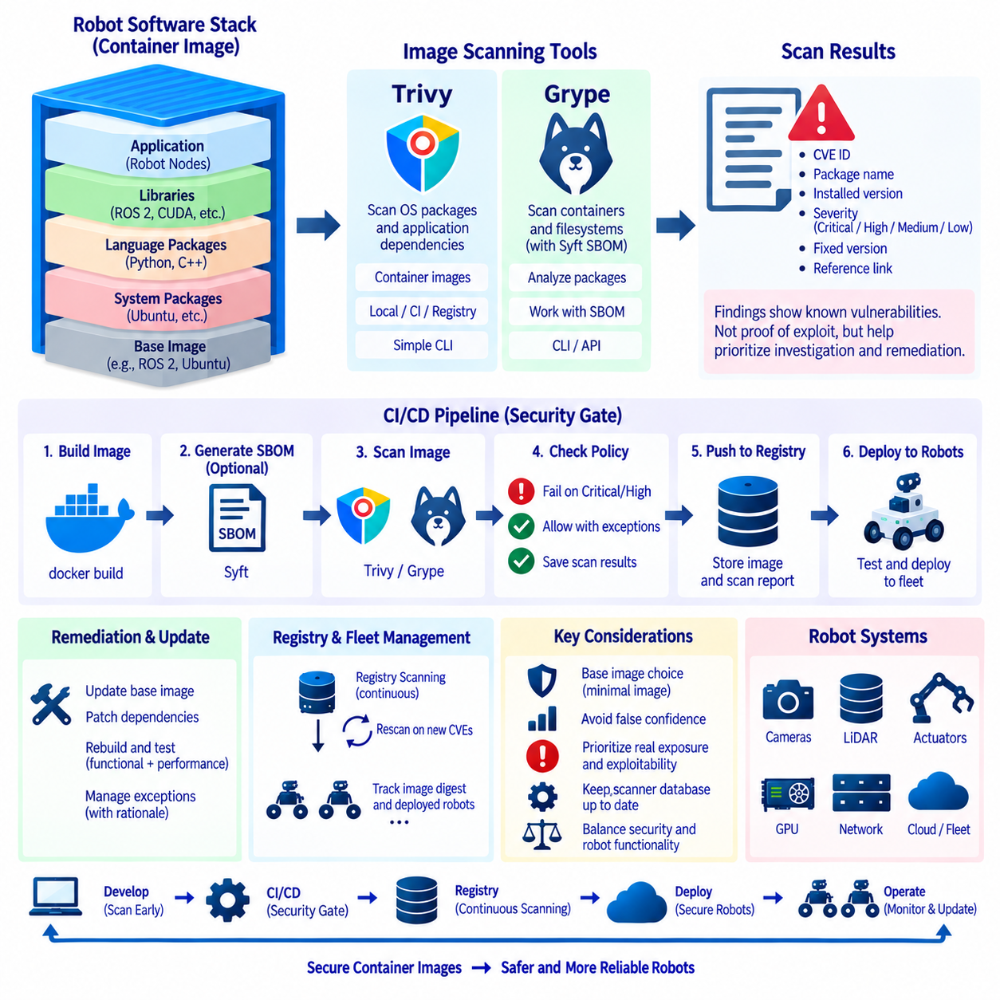 Robot Software Stack
(Container Image)
Application
(Robot Nodes)
Libraries
(ROS 2, CUDA, etc.)
Language Packages
(Python, C++)
System Packages
(Ubuntu, etc.)
Base Image
(e.g., ROS 2, Ubuntu)
Image Scanning Tools
Trivy
Scan OS packages
and application
dependencies
Container images
Local / CI / Registry
Simple CLI
Grype
Scan containers
and filesystems
(with Syft SBOM)
Analyze packages
Work with SBOM
CLI / API
Scan Results
• CVE ID
• Package name
• Installed version
• Severity
(Critical / High / Medium / Low)
• Fixed version
• Reference link
Findings show known vulnerabilities.
Not proof of exploit, but help
prioritize investigation and remediation.
CI/CD Pipeline (Security Gate)
1. Build Image
docker build
2. Generate SBOM
(Optional)
SBOM
Syft
3. Scan Image
Trivy / Grype
4. Check Policy
Fail on Critical/High
Allow with exceptions
Save scan results
5. Push to Registry
Store image
and scan report
6. Deploy to Robots
Test and deploy
to fleet
Remediation & Update
Update base image
Patch dependencies
Rebuild and test
(functional + performance)
Manage exceptions
(with rationale)
Registry & Fleet Management
Registry Scanning
(continuous)
Rescan on new CVEs
Track image digest
and deployed robots
...
Key Considerations
Base image choice
(minimal image)
Avoid false confidence
Prioritize real exposure
and exploitability
Keep scanner database
up to date
Balance security and
robot functionality
Robot Systems
Cameras
LiDAR
Actuators
GPU
Network
Cloud / Fleet
Develop
(Scan Early)
CI/CD
(Security Gate)
Registry
(Continuous Scanning)
Deploy
(Secure Robots)
Operate
(Monitor & Update)
Secure Container Images → Safer and More Reliable Robots